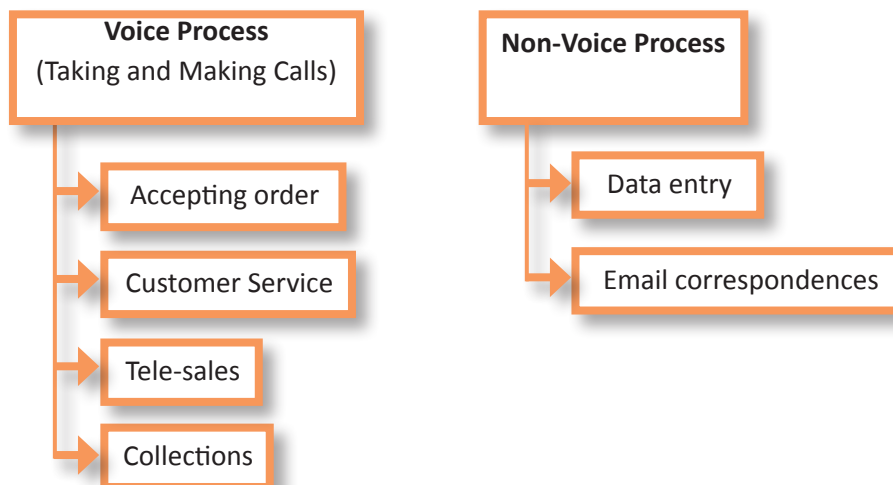 Voice Process
(Taking and Making Calls)
Accepting order
Customer Service
Tele-sales
Collections
Non-Voice Process
Data entry
Email correspondences